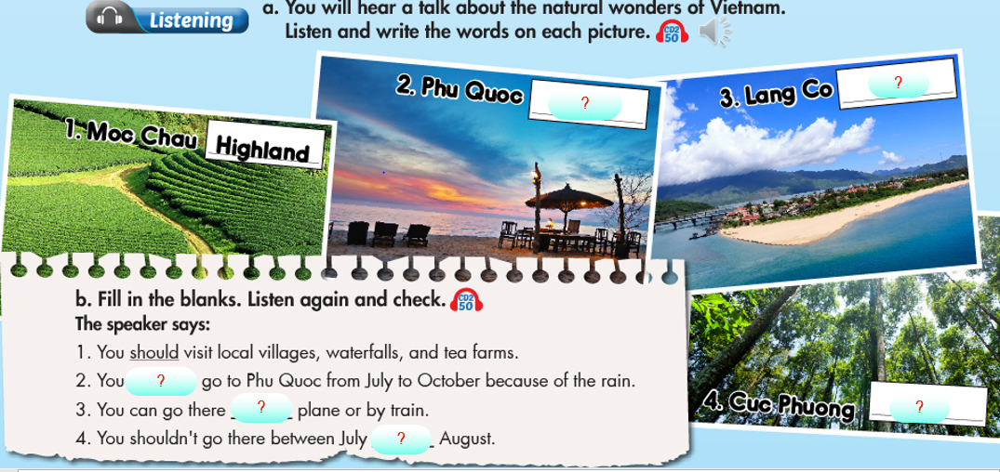 Listening
a. You will hear a talk about the natural wonders of Vietnam.
Listen and write the words on each picture. CD2 50
1. Moc Chau Highland
2. Phu Quoc ?
3. Lang Co ?
4. Cuc Phuong ?
b. Fill in the blanks. Listen again and check. CD2 50
The speaker says:
1. You should visit local villages, waterfalls, and tea farms.
2. You ? go to Phu Quoc from July to October because of the rain.
3. You can go there ? plane or by train.
4. You shouldn't go there between July ? August.